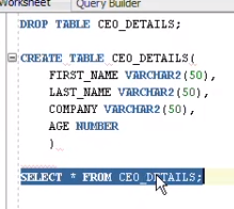 Worksheet Query Builder
DROP TABLE CEO_DETAILS;
CREATE TABLE CEO_DETAILS(
FIRST_NAME VARCHAR2(50),
LAST_NAME VARCHAR2(50),
COMPANY VARCHAR2(50),
AGE NUMBER
)
SELECT * FROM CEO_DETAILS;